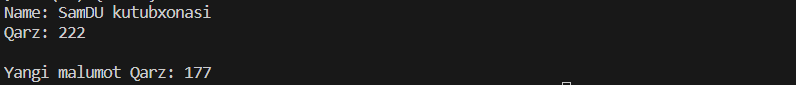 Name: SamDU kutubxonasi
Qarz: 222
Yangi malumot Qarz: 177